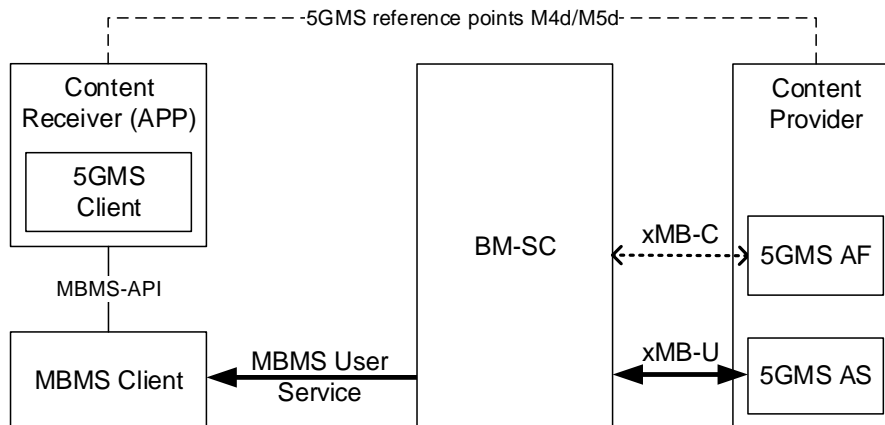 5GMS reference points M4d/M5d
Content
Receiver (APP)
5GMS
Client
MBMS-API
MBMS Client
MBMS User
Service
BM-SC
xMB-C
xMB-U
Content
Provider
5GMS AF
5GMS AS